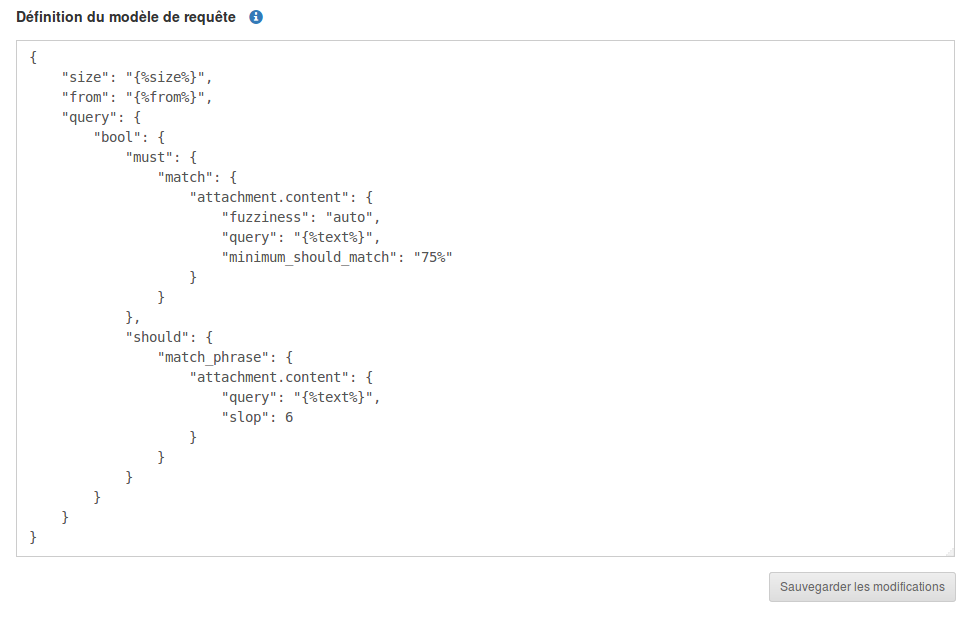 Définition du modèle de requête
{
    "size": "{%size%}",
    "from": "{%from%}",
    "query": {
        "bool": {
            "must": {
                "match": {
                    "attachment.content": {
                        "fuzziness": "auto",
                        "query": "{%text%}",
                        "minimum_should_match": "75%"
                    }
                }
            },
            "should": {
                "match_phrase": {
                    "attachment.content": {
                        "query": "{%text%}",
                        "slop": 6
                    }
                }
            }
        }
    }
}
Sauvegarder les modifications